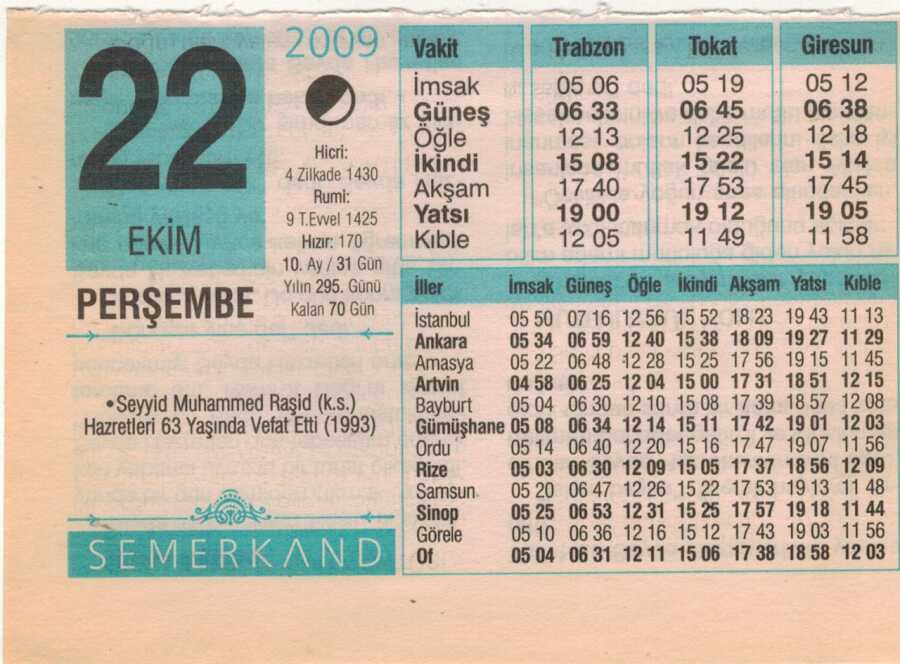 22
EKİM
PERŞEMBE
2009
Hicri:
4 Zilkade 1430
Rumi:
9 T.Evvel 1425
Hızır: 170
10. Ay / 31 Gün
Yılın 295. Günü
Kalan 70 Gün
•Seyyid Muhammed Raşid (k.s.)
Hazretleri 63 Yaşında Vefat Etti (1993)
SEMERKAND
Vakit Trabzon Tokat Giresun
İmsak 05 06 05 19 05 12
Güneş 06 33 06 45 06 38
Öğle 12 13 12 25 12 18
İkindi 15 08 15 22 15 14
Akşam 17 40 17 53 17 45
Yatsı 19 00 19 12 19 05
Kıble 12 05 11 49 11 58
İller İmsak Güneş Öğle İkindi Akşam Yatsı Kıble
İstanbul 05 50 07 16 12 56 15 52 18 23 19 43 11 13
Ankara 05 34 06 59 12 40 15 38 18 09 19 27 11 29
Amasya 05 22 06 48 12 28 15 25 17 56 19 15 11 45
Artvin 04 58 06 25 12 04 15 00 17 31 18 51 12 15
Bayburt 05 04 06 30 12 10 15 08 17 39 18 57 12 08
Gümüşhane 05 08 06 34 12 14 15 11 17 42 19 01 12 03
Ordu 05 14 06 40 12 20 15 16 17 47 19 07 11 56
Rize 05 03 06 30 12 09 15 05 17 37 18 56 12 09
Samsun 05 20 06 47 12 26 15 22 17 53 19 13 11 48
Sinop 05 25 06 53 12 31 15 25 17 57 19 18 11 44
Görele 05 10 06 36 12 16 15 12 17 43 19 03 11 56
Of 05 04 06 31 12 11 15 06 17 38 18 58 12 03